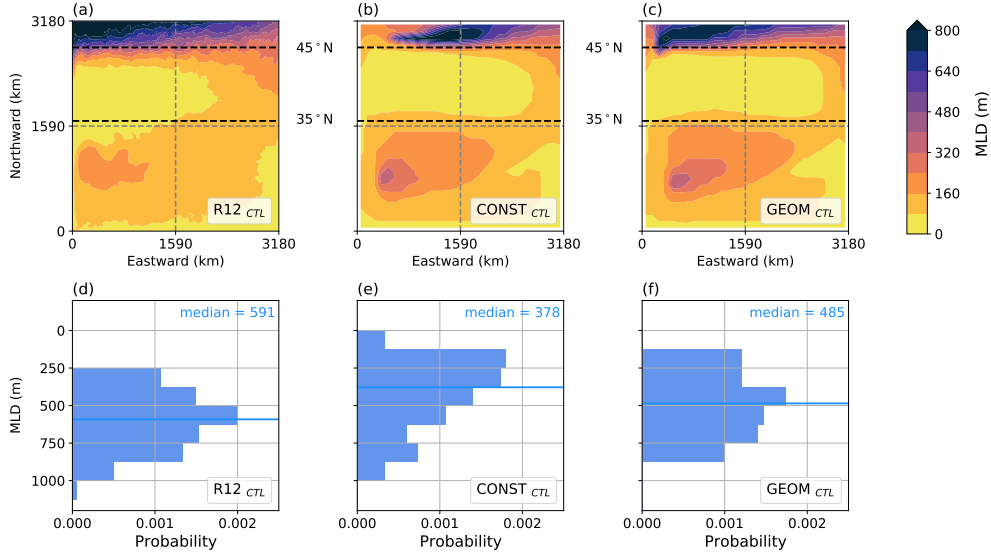 (a)
(b)
(c)
3180
1590
0
Northward (km)
45°N
35°N
45°N
35°N
R12 CTL
CONST CTL
GEOM CTL
0
1590
3180
0
1590
3180
0
1590
3180
Eastward (km)
Eastward (km)
Eastward (km)
800
640
480
320
160
0
MLD (m)
(d)
(e)
(f)
median = 591
median = 378
median = 485
0
250
500
750
1000
MLD (m)
R12 CTL
CONST CTL
GEOM CTL
0.000
0.001
0.002
0.000
0.001
0.002
0.000
0.001
0.002
Probability
Probability
Probability